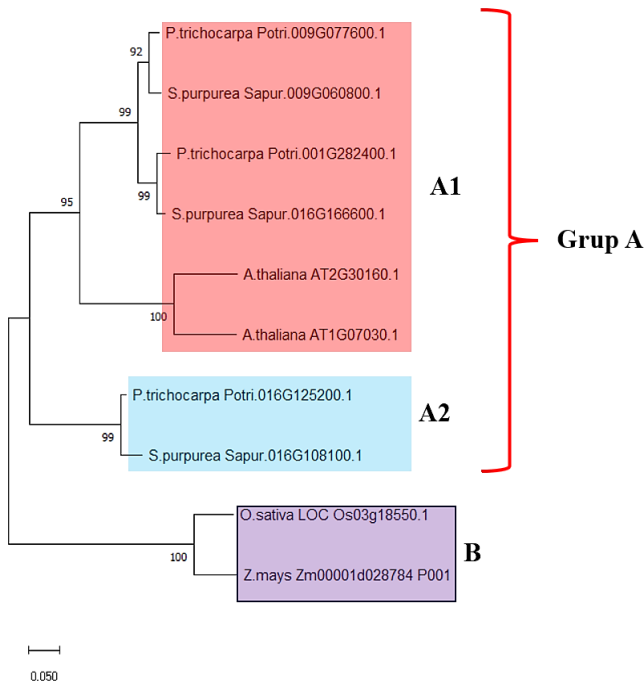 P.trichocarpa Potri.009G077600.1
92
S.purpurea Sapur.009G060800.1
99
P.trichocarpa Potri.001G282400.1
99
A1
95
S.purpurea Sapur.016G166600.1
Grup A
A.thaliana AT2G30160.1
100
A.thaliana AT1G07030.1
P.trichocarpa Potri.016G125200.1
A2
99
S.purpurea Sapur.016G108100.1
O.sativa LOC Os03g18550.1
100
B
Z.mays Zm00001d028784 P001
0.050